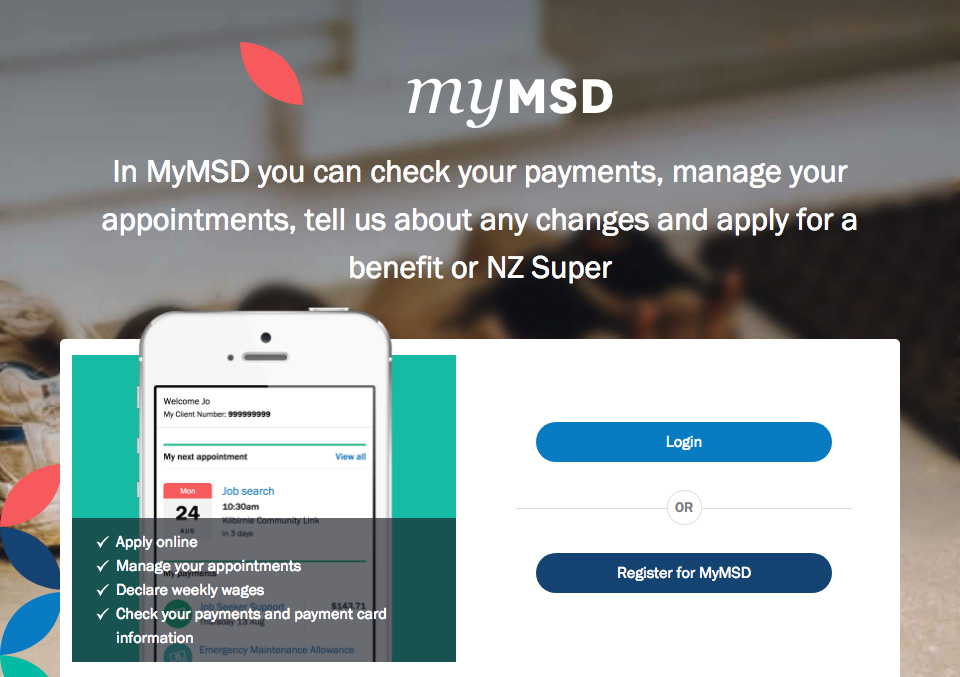 myMSD
In MyMSD you can check your payments, manage your
appointments, tell us about any changes and apply for a
benefit or NZ Super
Welcome Jo
My Client Number: 999999999
My next appointment View all
Mon
24
AUG
Job search
10:30am
Kilbirnie Community Link
in 3 days
My payments
Job Seeker Support $143.71
Thursday 13 Aug
Emergency Maintenance Allowance
✓ Apply online
✓ Manage your appointments
✓ Declare weekly wages
✓ Check your payments and payment card
information
Login
OR
Register for MyMSD